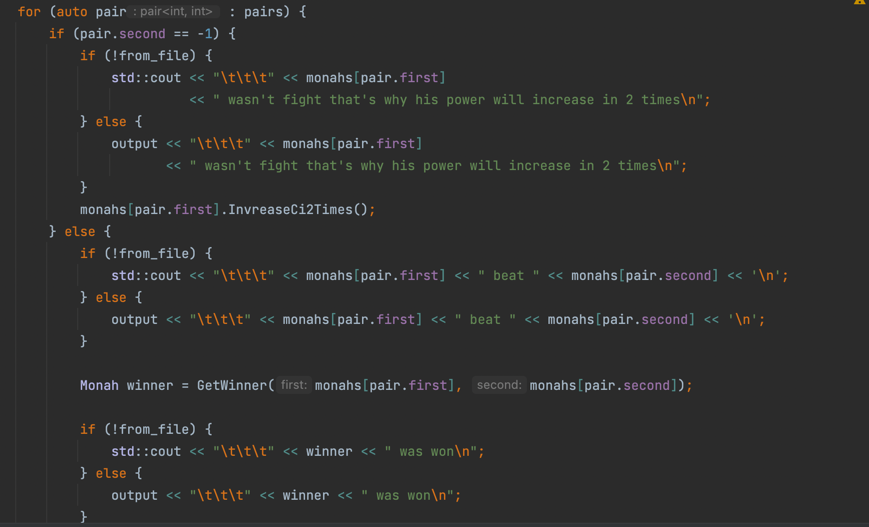 for (auto pair : pair<int, int> : pairs) {
    if (pair.second == -1) {
        if (!from_file) {
            std::cout << "\t\t\t" << monahs[pair.first]
                      << " wasn't fight that's why his power will increase in 2 times\n";
        } else {
            output << "\t\t\t" << monahs[pair.first]
                   << " wasn't fight that's why his power will increase in 2 times\n";
        }
        monahs[pair.first].InvreaseCi2Times();
    } else {
        if (!from_file) {
            std::cout << "\t\t\t" << monahs[pair.first] << " beat " << monahs[pair.second] << '\n';
        } else {
            output << "\t\t\t" << monahs[pair.first] << " beat " << monahs[pair.second] << '\n';
        }
        Monah winner = GetWinner( first: monahs[pair.first], second: monahs[pair.second]);
        if (!from_file) {
            std::cout << "\t\t\t" << winner << " was won\n";
        } else {
            output << "\t\t\t" << winner << " was won\n";
        }